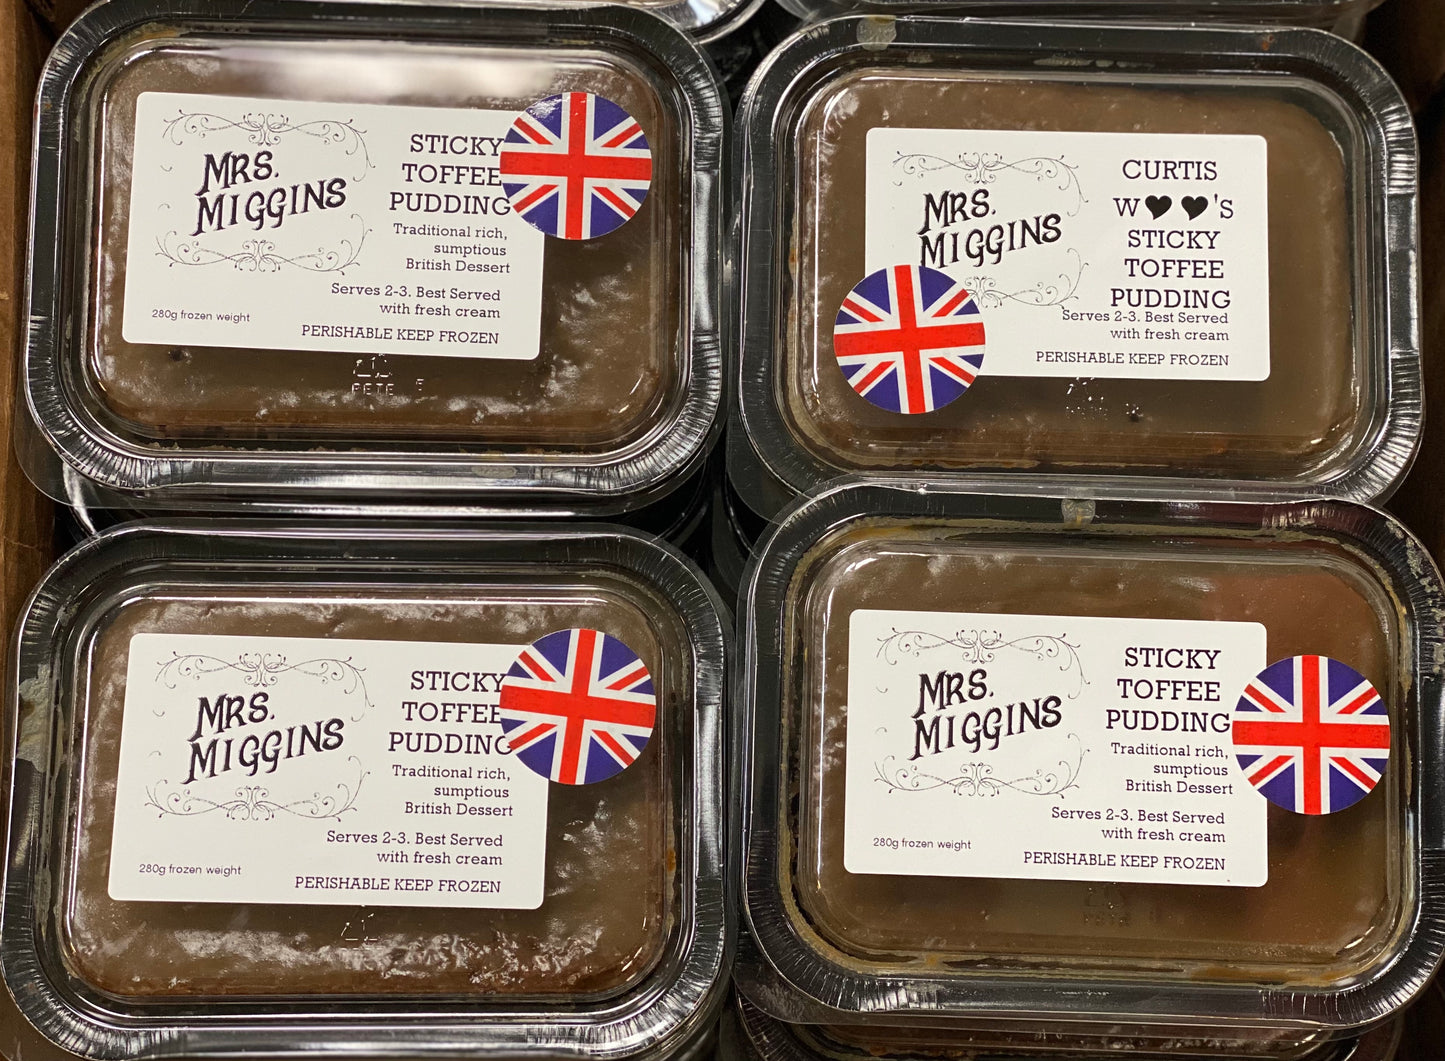 MRS.
MIGGINS
STICKY
TOFFEE
PUDDING
Traditional rich,
sumptious
British Dessert
Serves 2-3. Best Served
with fresh cream
280g frozen weight
PERISHABLE KEEP FROZEN
PETE
MRS.
MIGGINS
CURTIS
W♥♥'S
STICKY
TOFFEE
PUDDING
Serves 2-3. Best Served
with fresh cream
PERISHABLE KEEP FROZEN
MRS.
MIGGINS
STICKY
TOFFEE
PUDDING
Traditional rich,
sumptious
British Dessert
Serves 2-3. Best Served
with fresh cream
280g frozen weight
PERISHABLE KEEP FROZEN
MRS.
MIGGINS
STICKY
TOFFEE
PUDDING
Traditional rich,
sumptious
British Dessert
Serves 2-3. Best Served
with fresh cream
280g frozen weight
PERISHABLE KEEP FROZEN
PETE